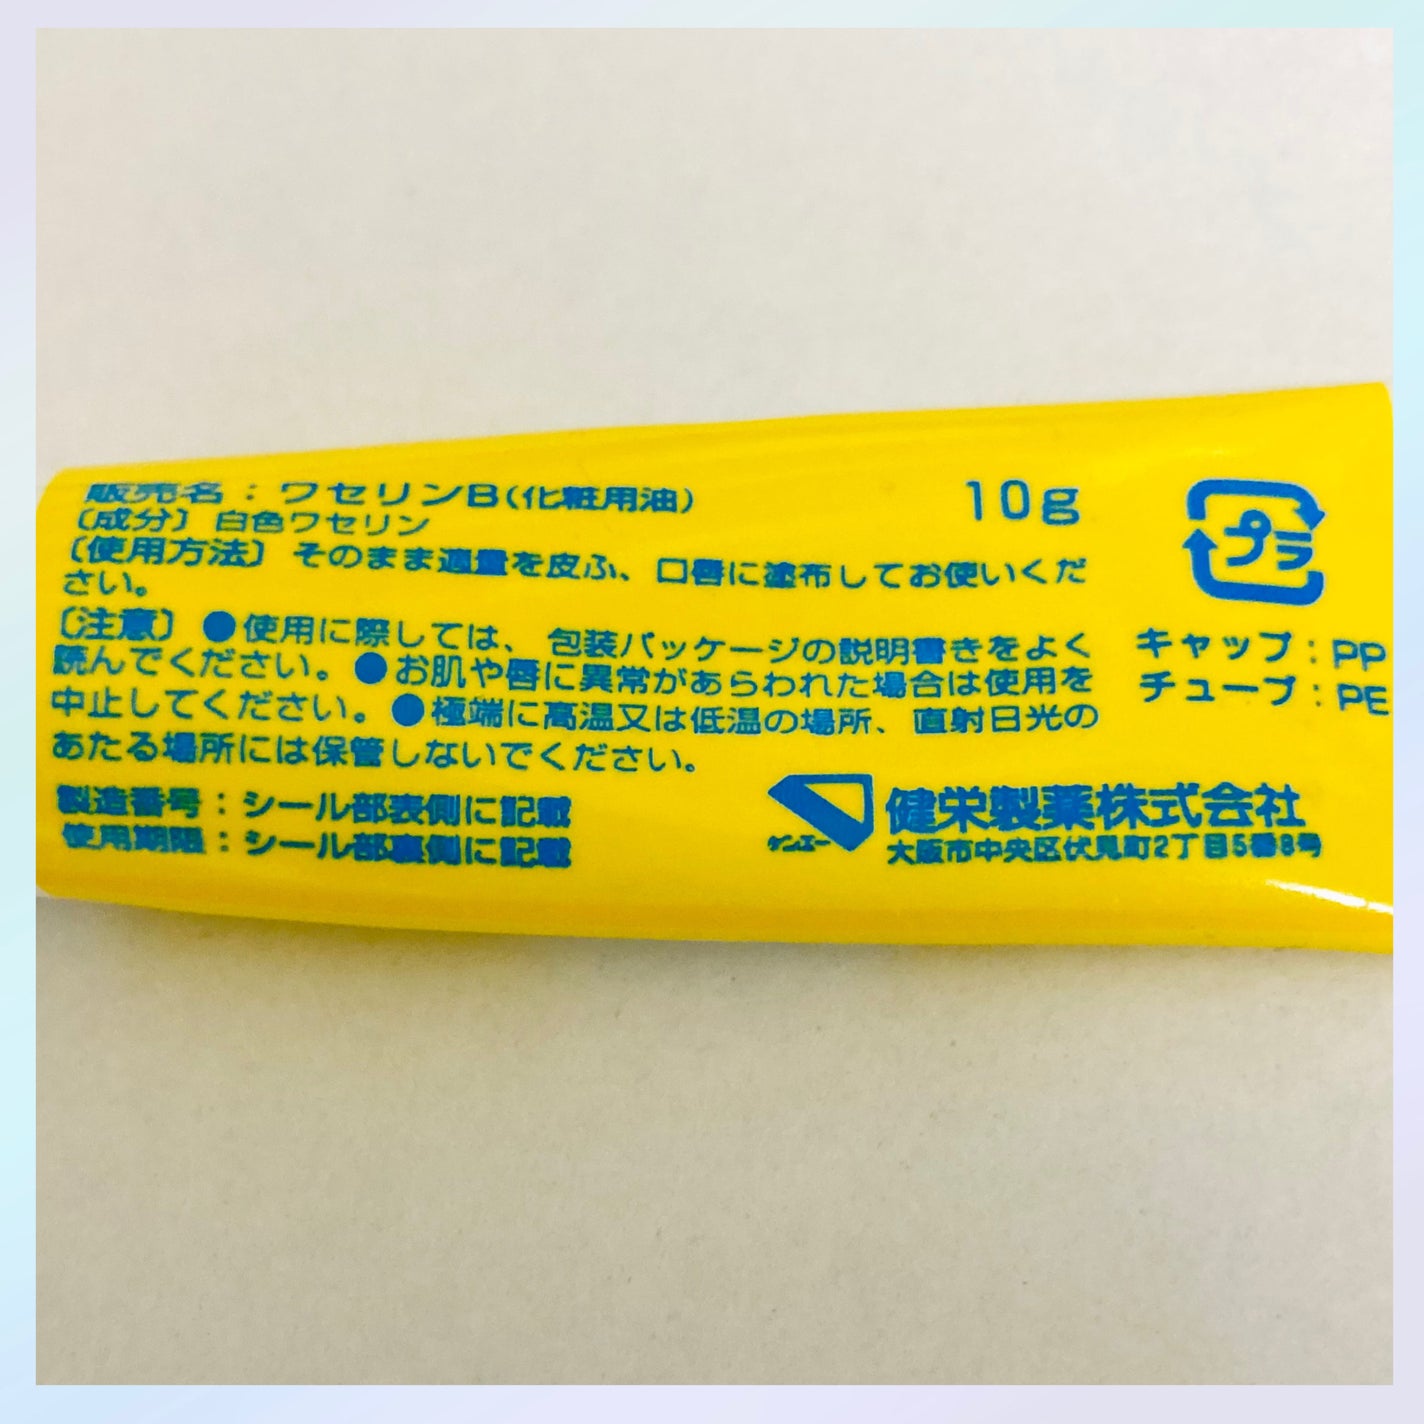 販売名：ワセリンB（化粧用油） 10g
〔成分〕白色ワセリン
〔使用方法〕そのまま適量を皮ふ、口唇に塗布してお使いくだ
さい。
〔注意〕●使用に際しては、包装パッケージの説明書きをよく
読んでください。●お肌や唇に異常があらわれた場合は使用を
中止してください。●極端に高温又は低温の場所、直射日光の
あたる場所には保管しないでください。
製造番号：シール部表側に記載
使用期限：シール部裏側に記載
プラ
キャップ：PP
チューブ：PE
ケンエー
健栄製薬株式会社
大阪市中央区伏見町2丁目5番8号